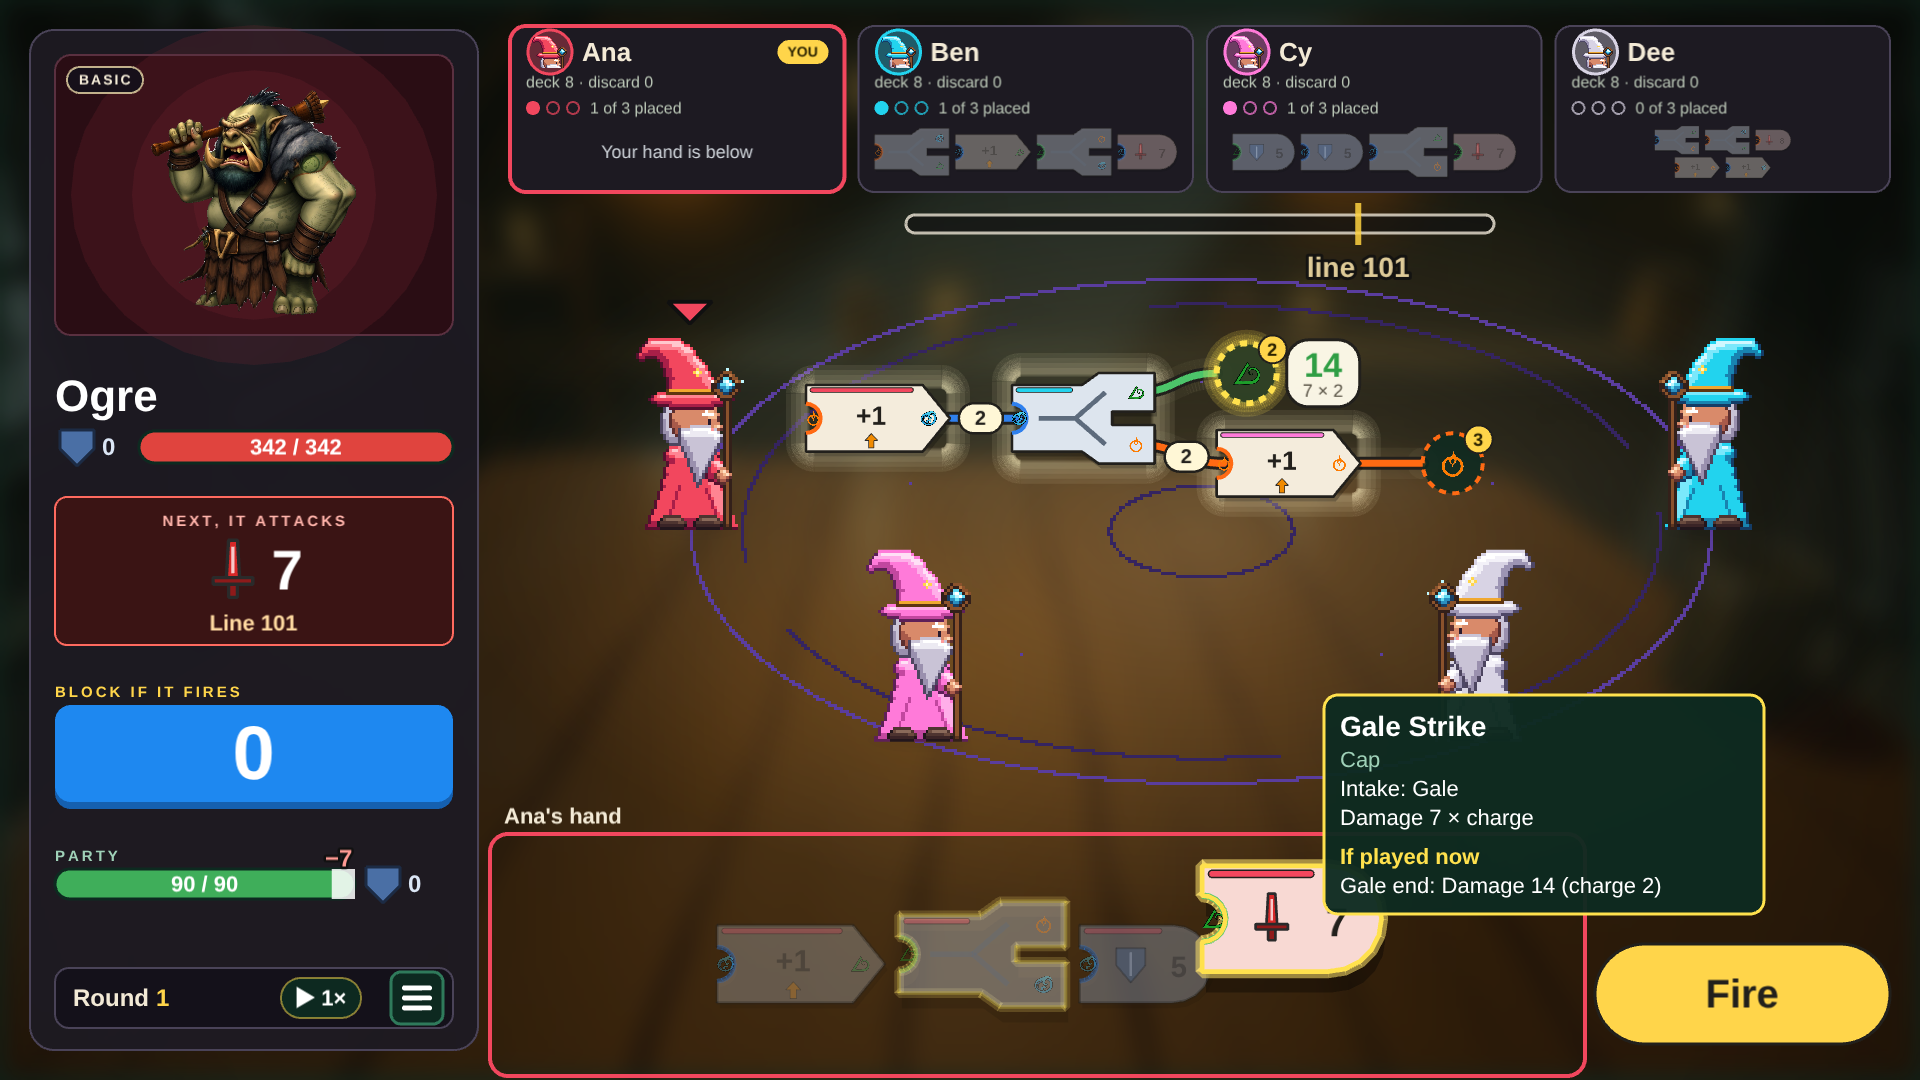 BASIC
Ogre
0
342 / 342
NEXT, IT ATTACKS
7
Line 101
BLOCK IF IT FIRES
0
PARTY
−7
90 / 90
0
Round 1
1×
Ana
YOU
deck 8 · discard 0
1 of 3 placed
Your hand is below
Ben
deck 8 · discard 0
1 of 3 placed
+1
7
Cy
deck 8 · discard 0
1 of 3 placed
5
5
7
Dee
deck 8 · discard 0
0 of 3 placed
line 101
+1
2
2
14
7 × 2
2
+1
3
Ana's hand
+1
5
7
Gale Strike
Cap
Intake: Gale
Damage 7 × charge
If played now
Gale end: Damage 14 (charge 2)
Fire